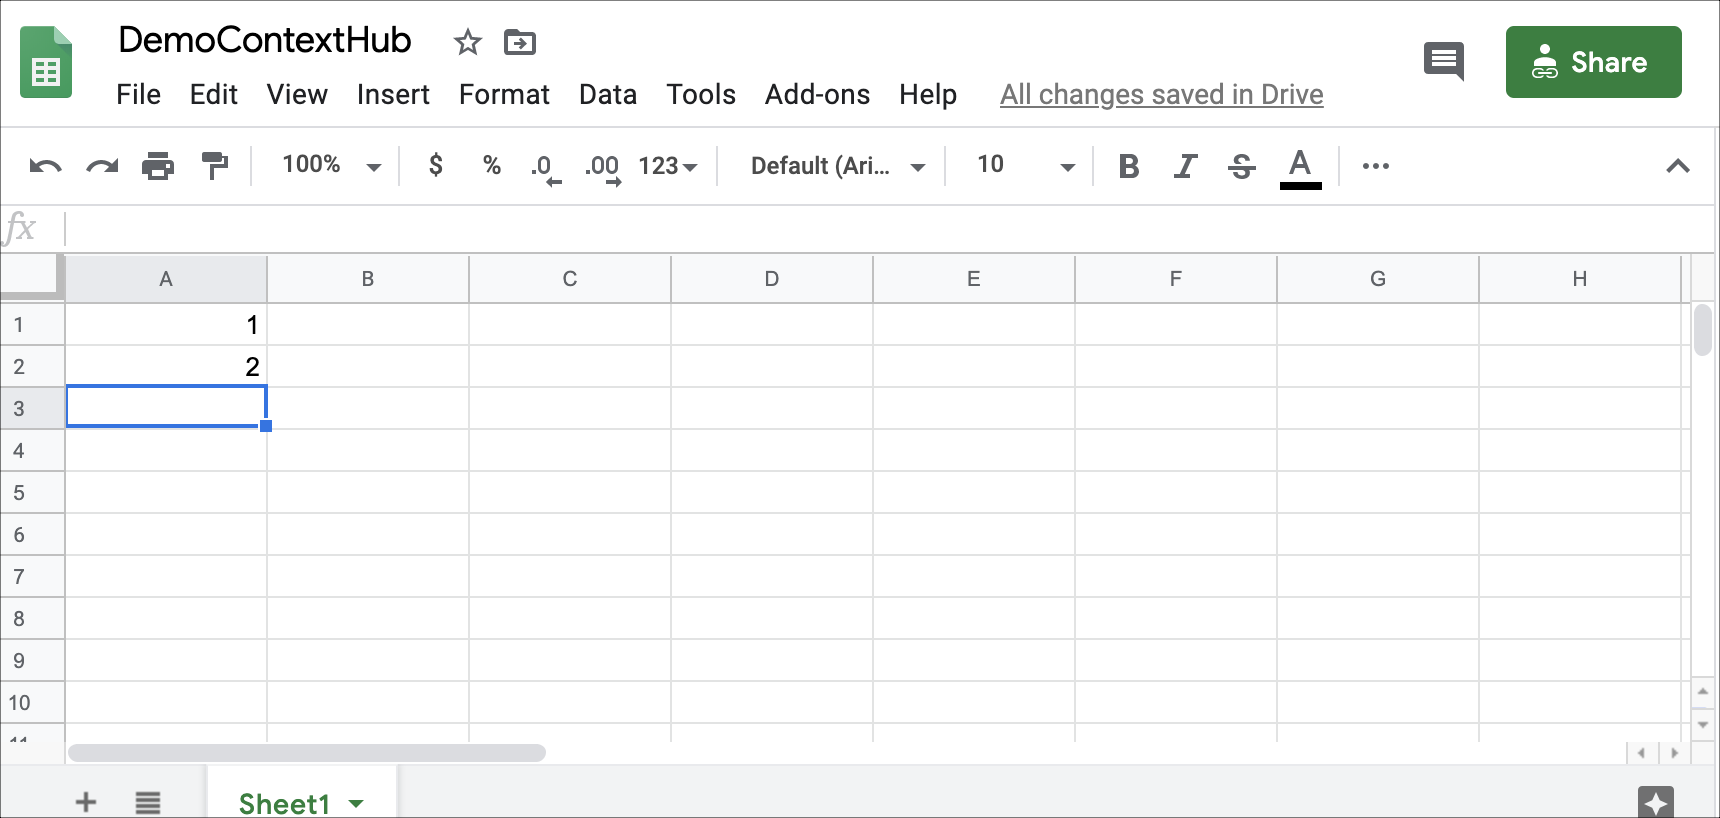 DemoContextHub
File Edit View Insert Format Data Tools Add-ons Help All changes saved in Drive
Share
100% $ % .0 .00 123 Default (Ari... 10 B I S A
fx
A B C D E F G H
1 1
2 2
3
4
5
6
7
8
9
10
11
Sheet1